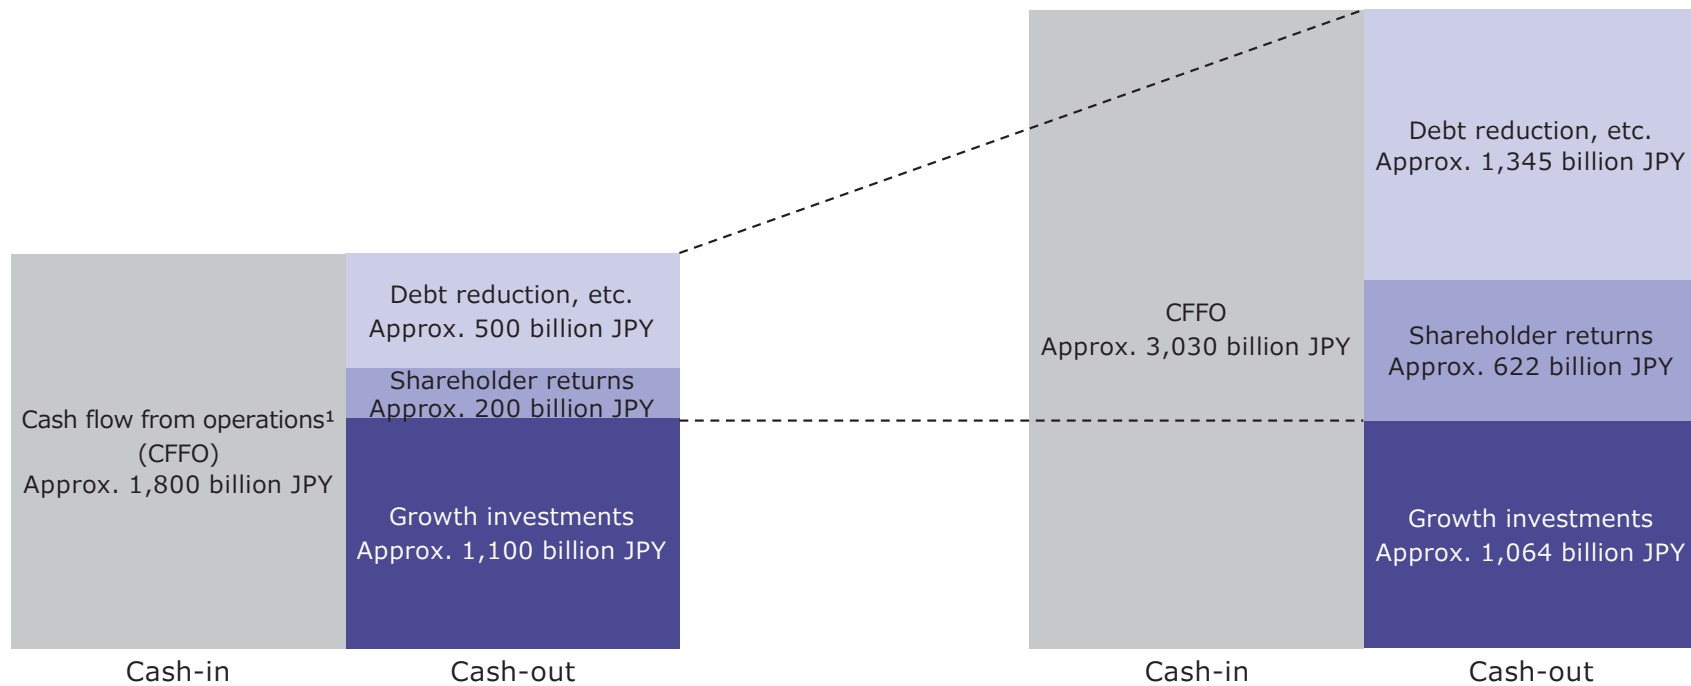 Cash flow from operations¹
(CFFO)
Approx. 1,800 billion JPY
Cash-in
Debt reduction, etc.
Approx. 500 billion JPY
Shareholder returns
Approx. 200 billion JPY
Growth investments
Approx. 1,100 billion JPY
Cash-out
CFFO
Approx. 3,030 billion JPY
Cash-in
Debt reduction, etc.
Approx. 1,345 billion JPY
Shareholder returns
Approx. 622 billion JPY
Growth investments
Approx. 1,064 billion JPY
Cash-out